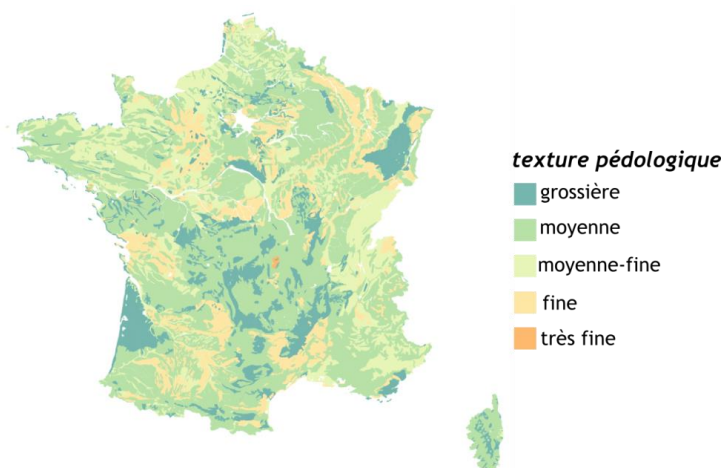 texture pédologique
grossière
moyenne
moyenne-fine
fine
très fine